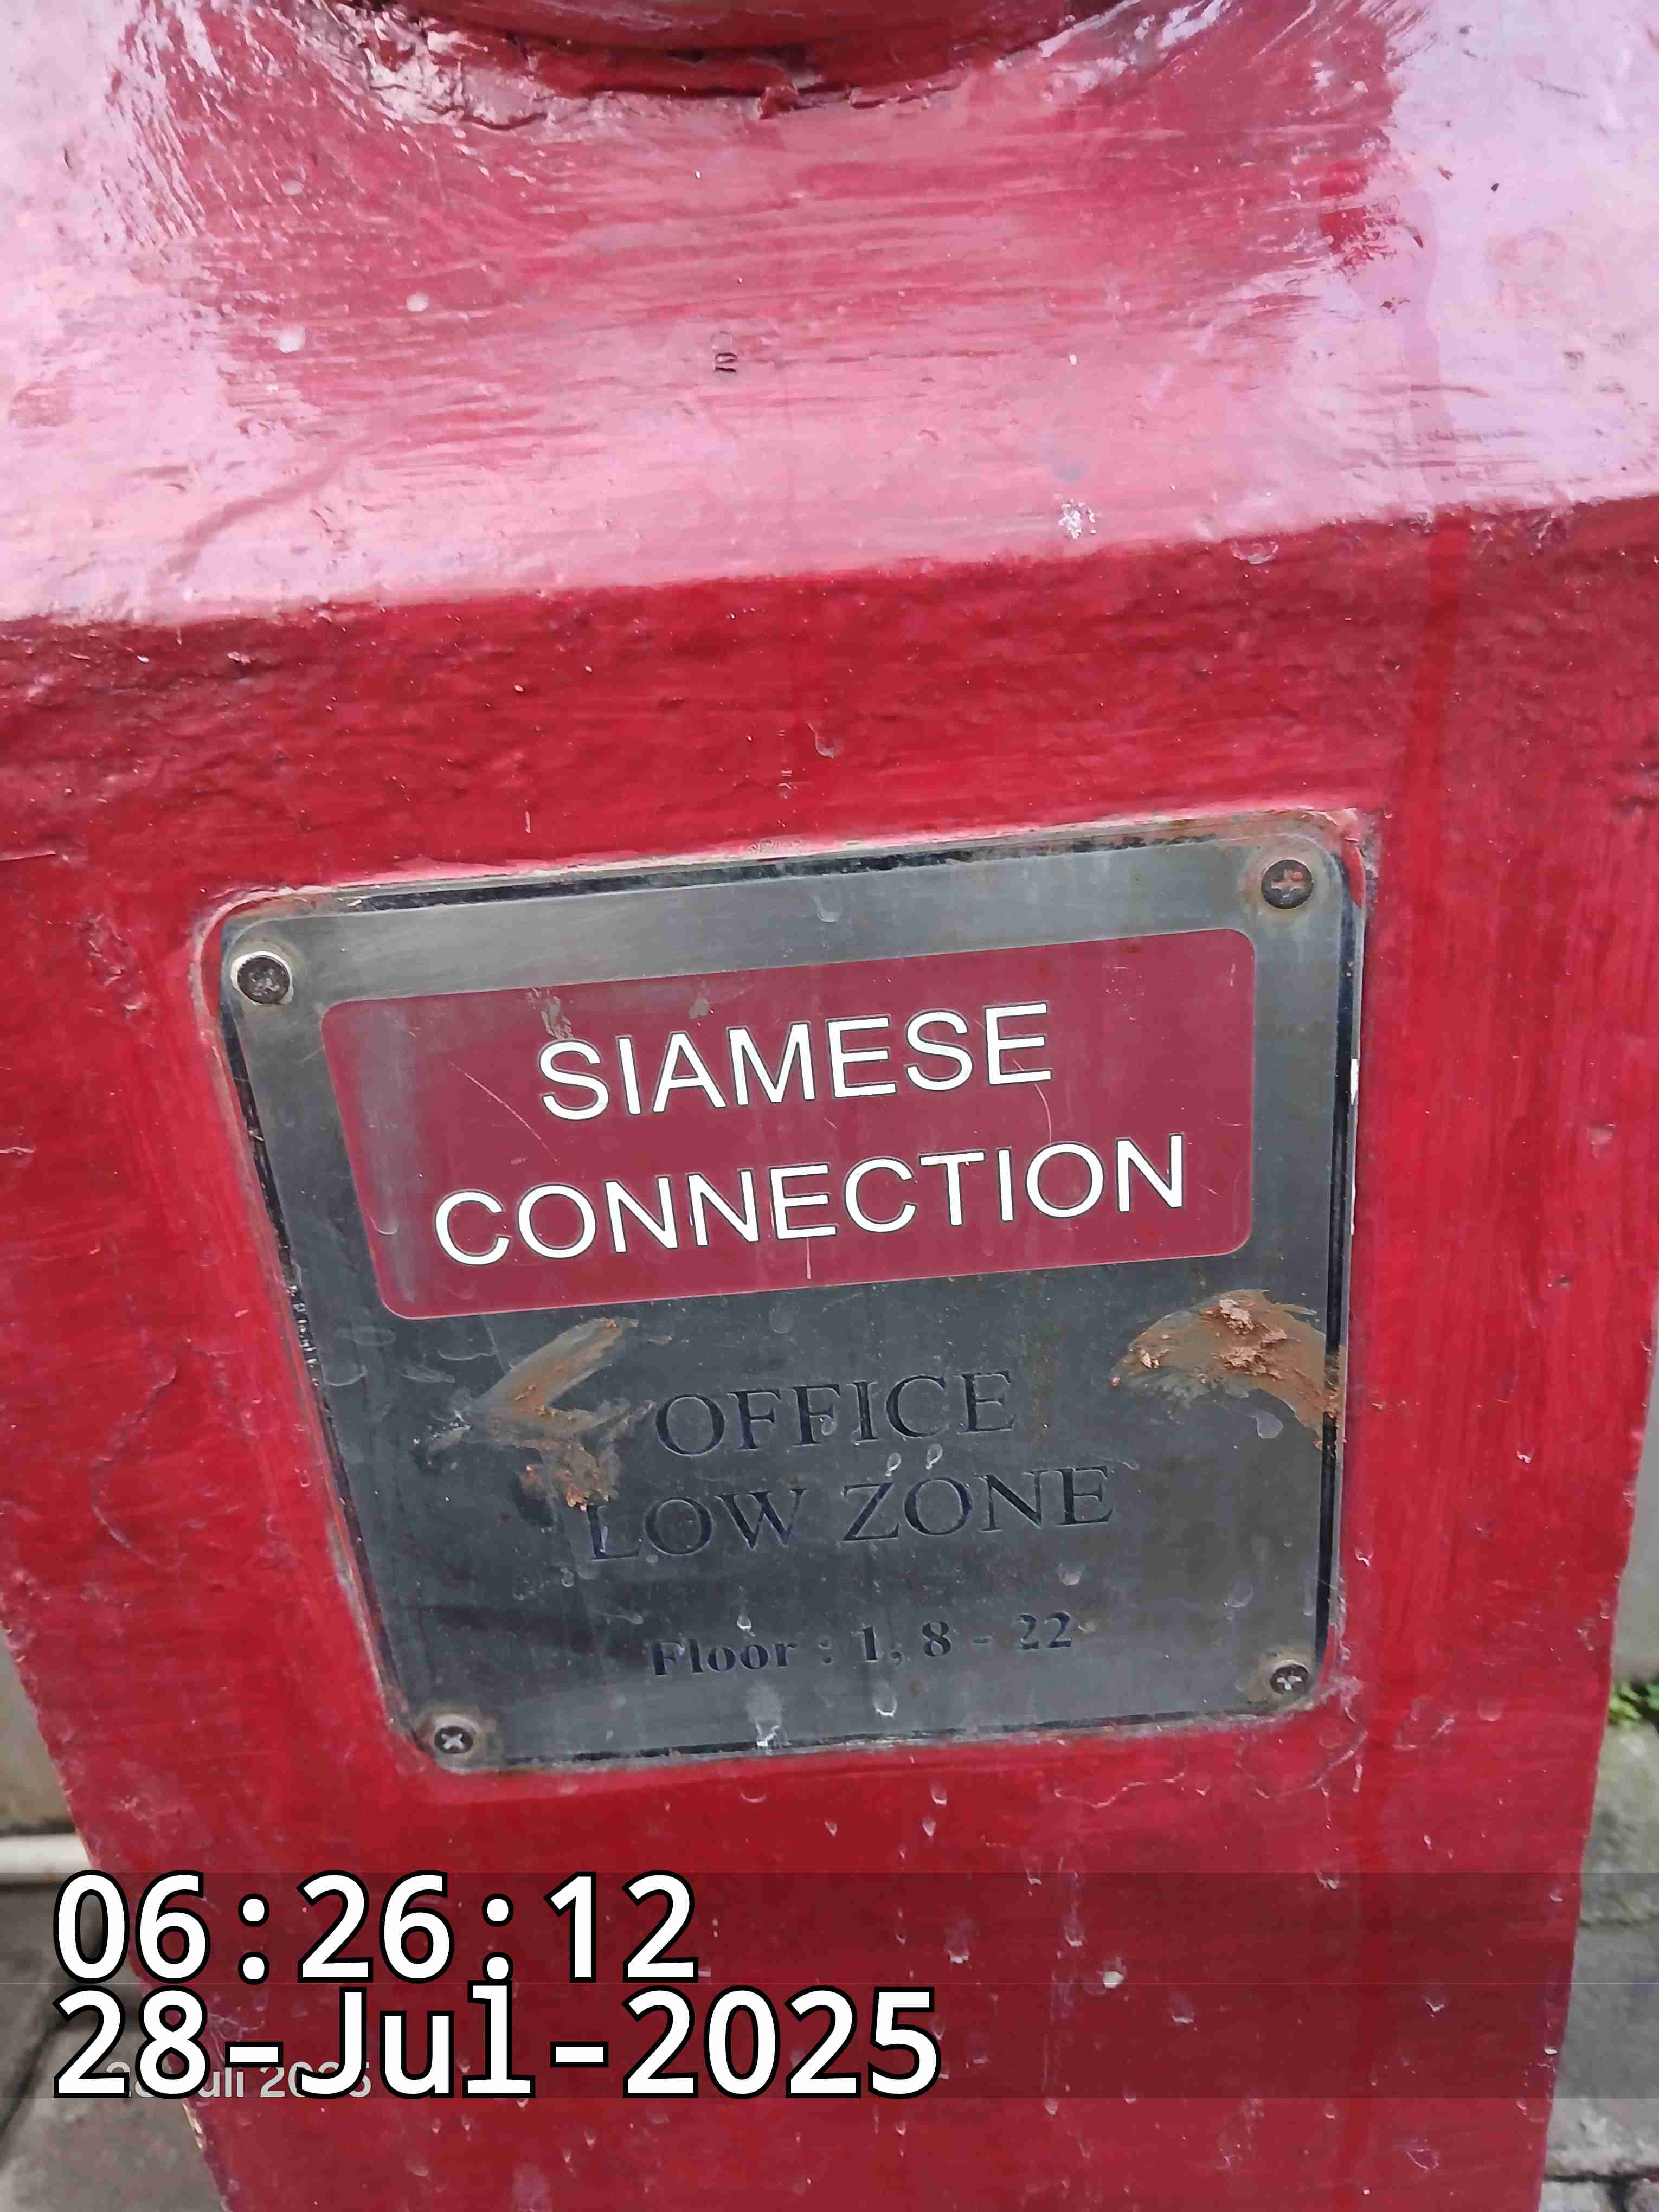 SIAMESE
CONNECTION
OFFICE
LOW ZONE
Floor : 1, 8 - 22
06:26:12
28-Jul-2025